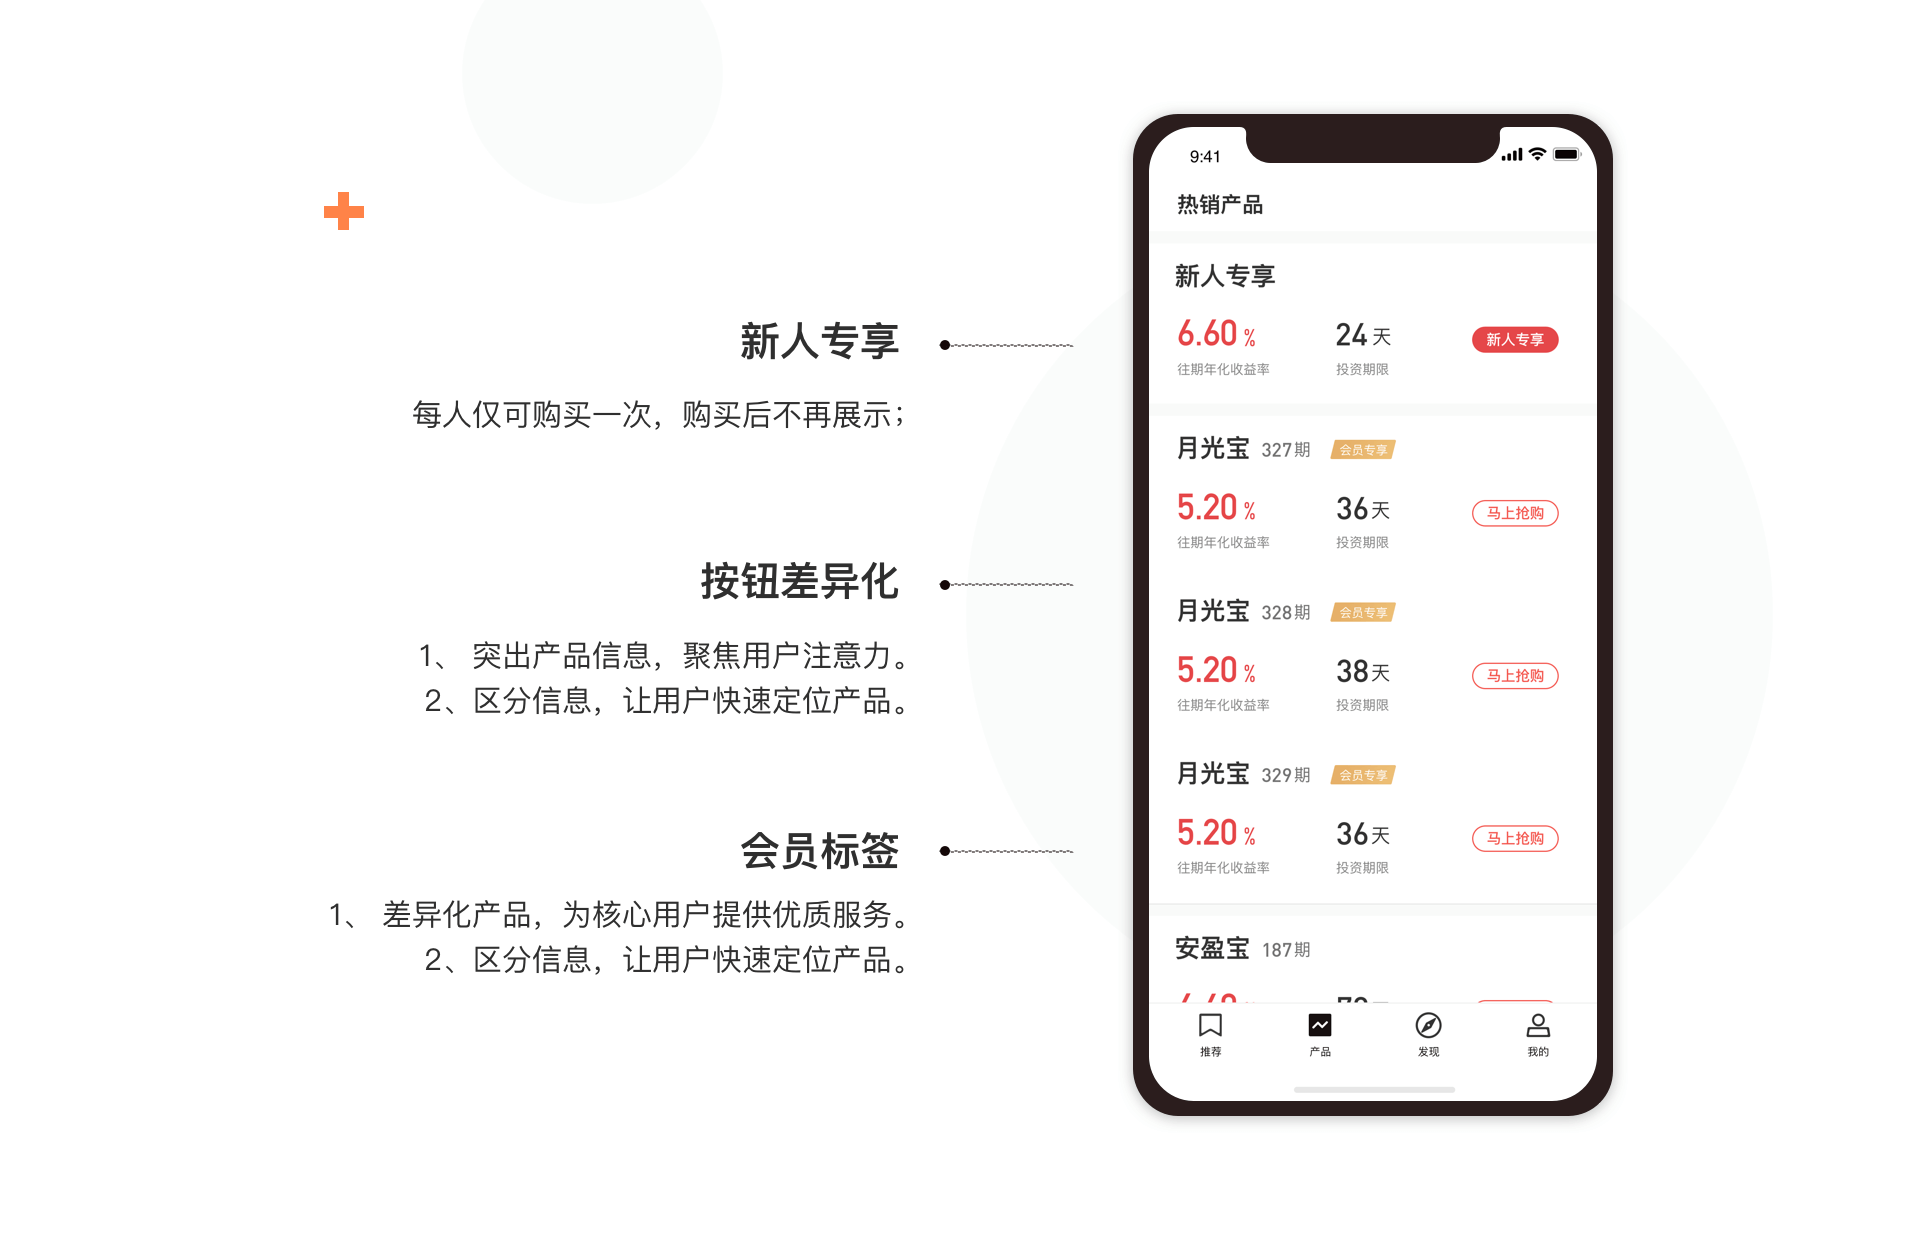 新人专享
每人仅可购买一次，购买后不再展示；
按钮差异化
1、 突出产品信息，聚焦用户注意力。
2、区分信息，让用户快速定位产品。
会员标签
1、 差异化产品，为核心用户提供优质服务。
2、区分信息，让用户快速定位产品。
9:41
热销产品
新人专享
6.60 % 24 天 新人专享
往期年化收益率 投资期限
月光宝 327期 会员专享
5.20 % 36 天 马上抢购
往期年化收益率 投资期限
月光宝 328期 会员专享
5.20 % 38 天 马上抢购
往期年化收益率 投资期限
月光宝 329期 会员专享
5.20 % 36 天 马上抢购
往期年化收益率 投资期限
安盈宝 187期
推荐 产品 发现 我的